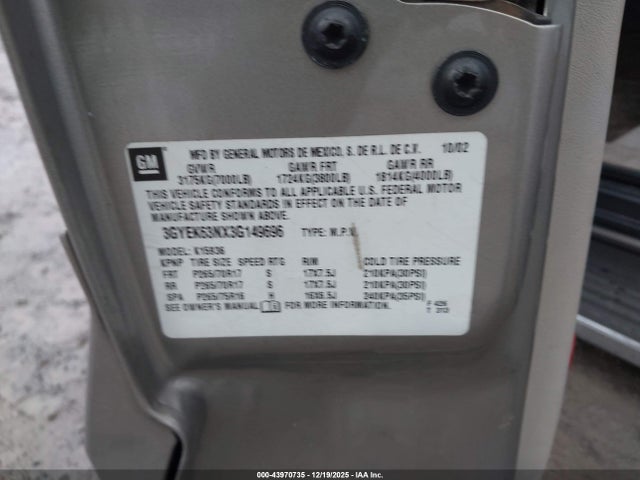 GM
MFD BY GENERAL MOTORS DE MEXICO, S. DE R.L. DE C.V. 10/02
GVWR GAWR FRT GAWR RR
3175KG(7000LB) 1724KG(3800LB) 1814KG(4000LB)
THIS VEHICLE CONFORMS TO ALL APPLICABLE U.S. FEDERAL MOTOR
VEHICLE SAFETY STANDARDS IN EFFECT ON THE DATE OF
MANUFACTURE SHOWN ABOVE.
3GYEK63NX3G149696 TYPE: M.P.V.
MODEL: K15936
KPNP TIRE SIZE SPEED RTG RIM COLD TIRE PRESSURE
FRT P265/70R17 S 17X7.5J 210KPA(30PSI)
RR P265/70R17 S 17X7.5J 210KPA(30PSI)
SPA P265/75R16 H 16X6.5J 240KPA(35PSI)
SEE OWNER'S MANUAL FOR MORE INFORMATION.
000-43970735 - 12/19/2025 - IAA Inc.